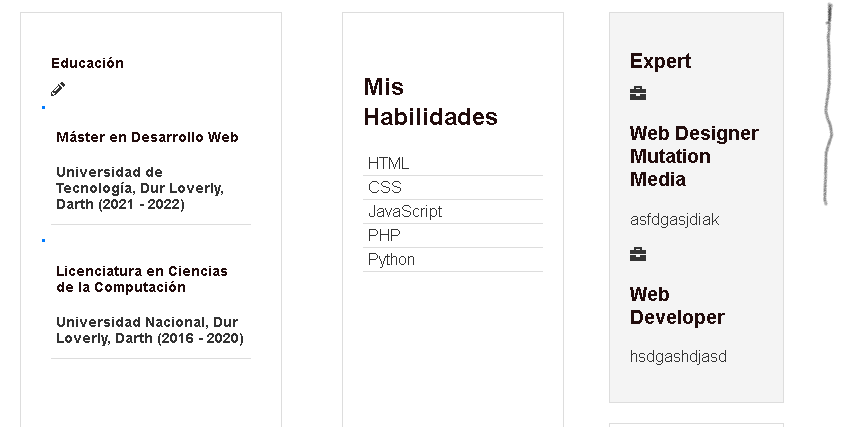 Educación
Máster en Desarrollo Web
Universidad de
Tecnología, Dur Loverly,
Darth (2021 - 2022)
Licenciatura en Ciencias
de la Computación
Universidad Nacional, Dur
Loverly, Darth (2016 - 2020)
Mis
Habilidades
HTML
CSS
JavaScript
PHP
Python
Expert
Web Designer
Mutation
Media
asfdgasjdiak
Web
Developer
hsdgashdjasd